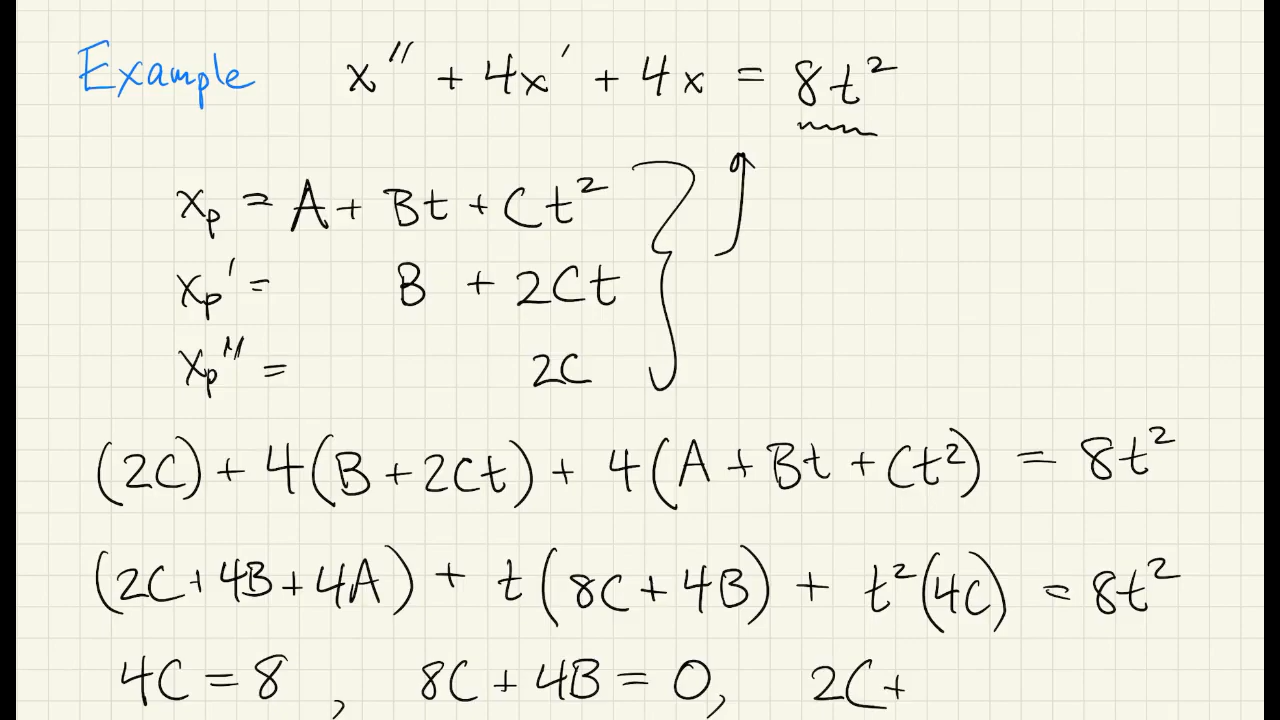 Example x'' + 4x' + 4x = 8t²
xₚ = A + Bt + Ct²
xₚ' = B + 2Ct
xₚ'' = 2C
(2C) + 4(B + 2Ct) + 4(A + Bt + Ct²) = 8t²
(2C + 4B + 4A) + t(8C + 4B) + t²(4C) = 8t²
4C = 8, 8C + 4B = 0, 2C +